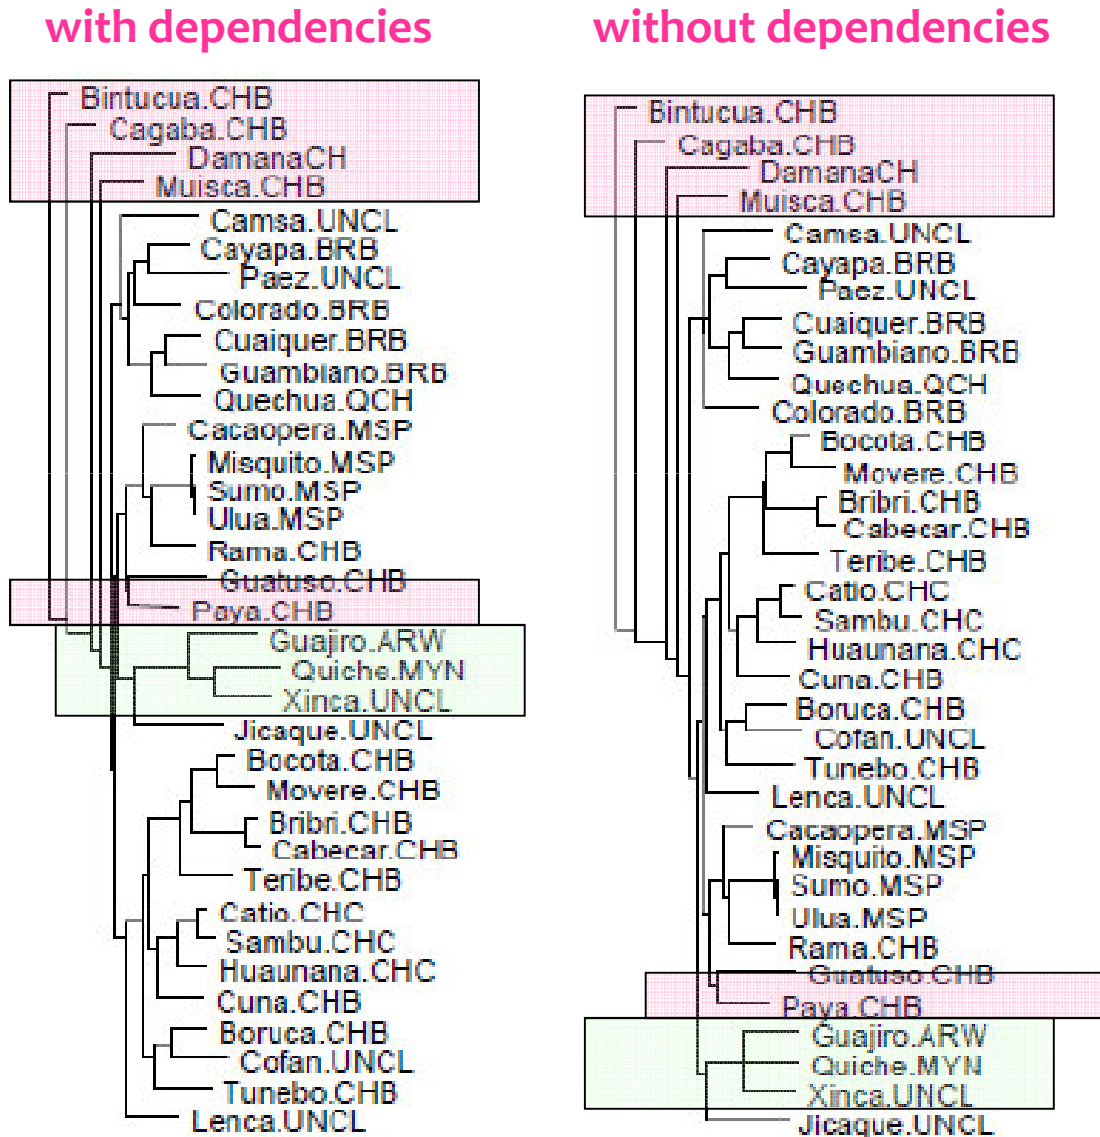 with dependencies
Bintucua.CHB
Cagaba.CHB
DamanaCH
Muisca.CHB
Camsa.UNCL
Cayapa.BRB
Paez.UNCL
Colorado.BRB
Cuaiquer.BRB
Guambiano.BRB
Quechua.QCH
Cacaopera.MSP
Misquito.MSP
Sumo.MSP
Ulua.MSP
Rama.CHB
Guatuso.CHB
Paya.CHB
Guajiro.ARW
Quiche.MYN
Xinca.UNCL
Jicaque.UNCL
Bocota.CHB
Movere.CHB
Bribri.CHB
Cabecar.CHB
Teribe.CHB
Catio.CHC
Sambu.CHC
Huaunana.CHC
Cuna.CHB
Boruca.CHB
Cofan.UNCL
Tunebo.CHB
Lenca.UNCL
without dependencies
Bintucua.CHB
Cagaba.CHB
DamanaCH
Muisca.CHB
Camsa.UNCL
Cayapa.BRB
Paez.UNCL
Cuaiquer.BRB
Guambiano.BRB
Quechua.QCH
Colorado.BRB
Bocota.CHB
Movere.CHB
Bribri.CHB
Cabecar.CHB
Teribe.CHB
Catio.CHC
Sambu.CHC
Huaunana.CHC
Cuna.CHB
Boruca.CHB
Cofan.UNCL
Tunebo.CHB
Lenca.UNCL
Cacaopera.MSP
Misquito.MSP
Sumo.MSP
Ulua.MSP
Rama.CHB
Guatuso.CHB
Paya.CHB
Guajiro.ARW
Quiche.MYN
Xinca.UNCL
Jicaque.UNCL